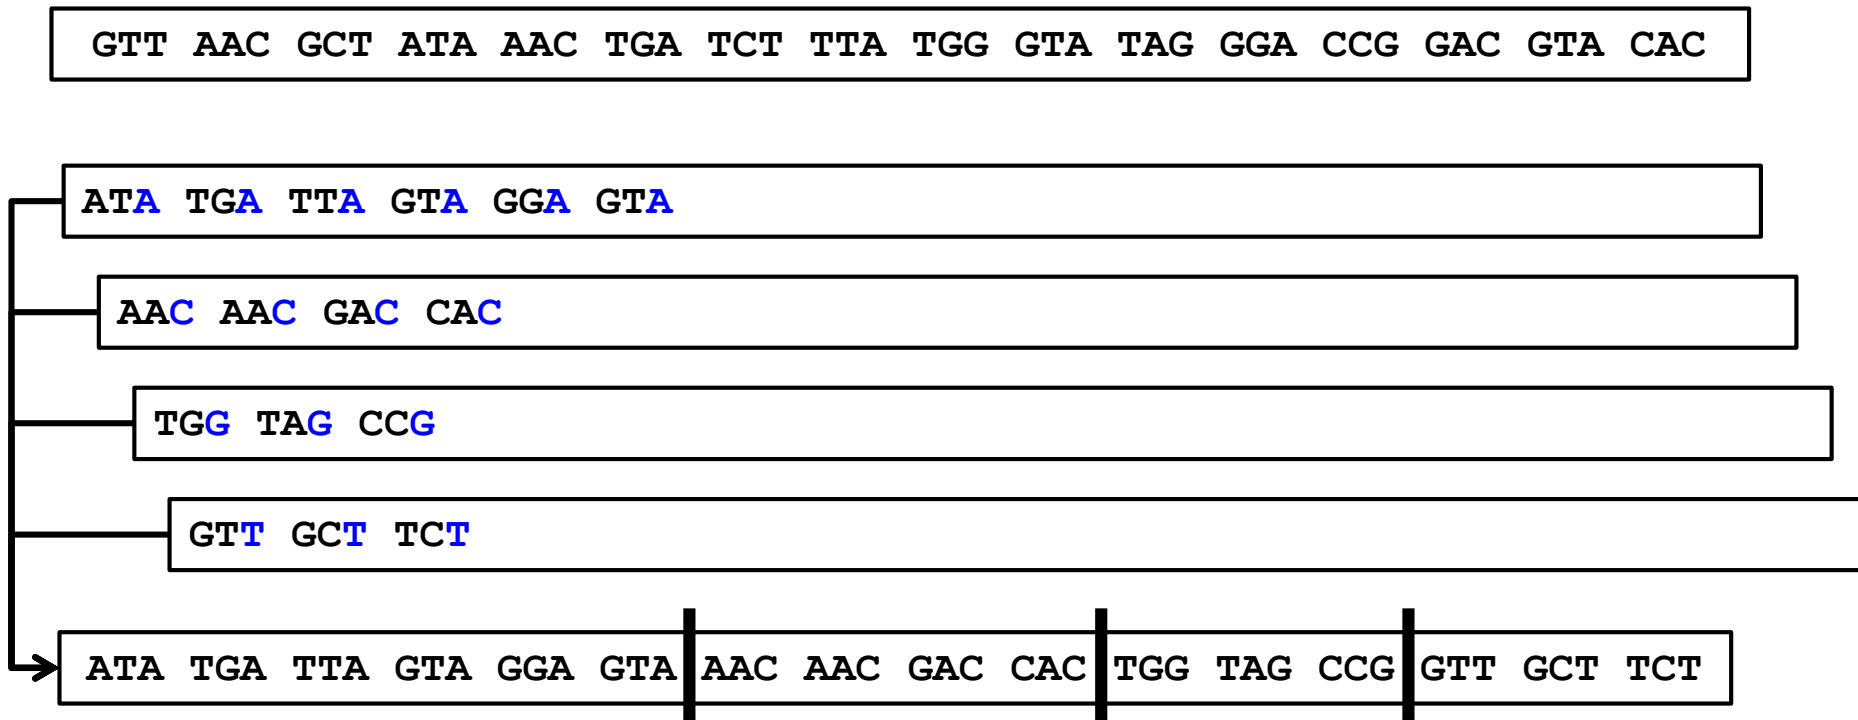 GTT AAC GCT ATA AAC TGA TCT TTA TGG GTA TAG GGA CCG GAC GTA CAC
ATA TGA TTA GTA GGA GTA
AAC AAC GAC CAC
TGG TAG CCG
GTT GCT TCT
ATA TGA TTA GTA GGA GTA AAC AAC GAC CAC TGG TAG CCG GTT GCT TCT